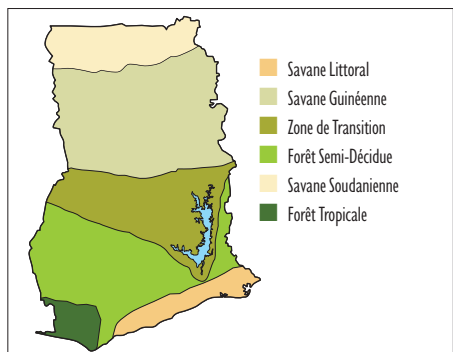 Savane Littoral
Savane Guinéenne
Zone de Transition
Forêt Semi-Décidue
Savane Soudanienne
Forêt Tropicale